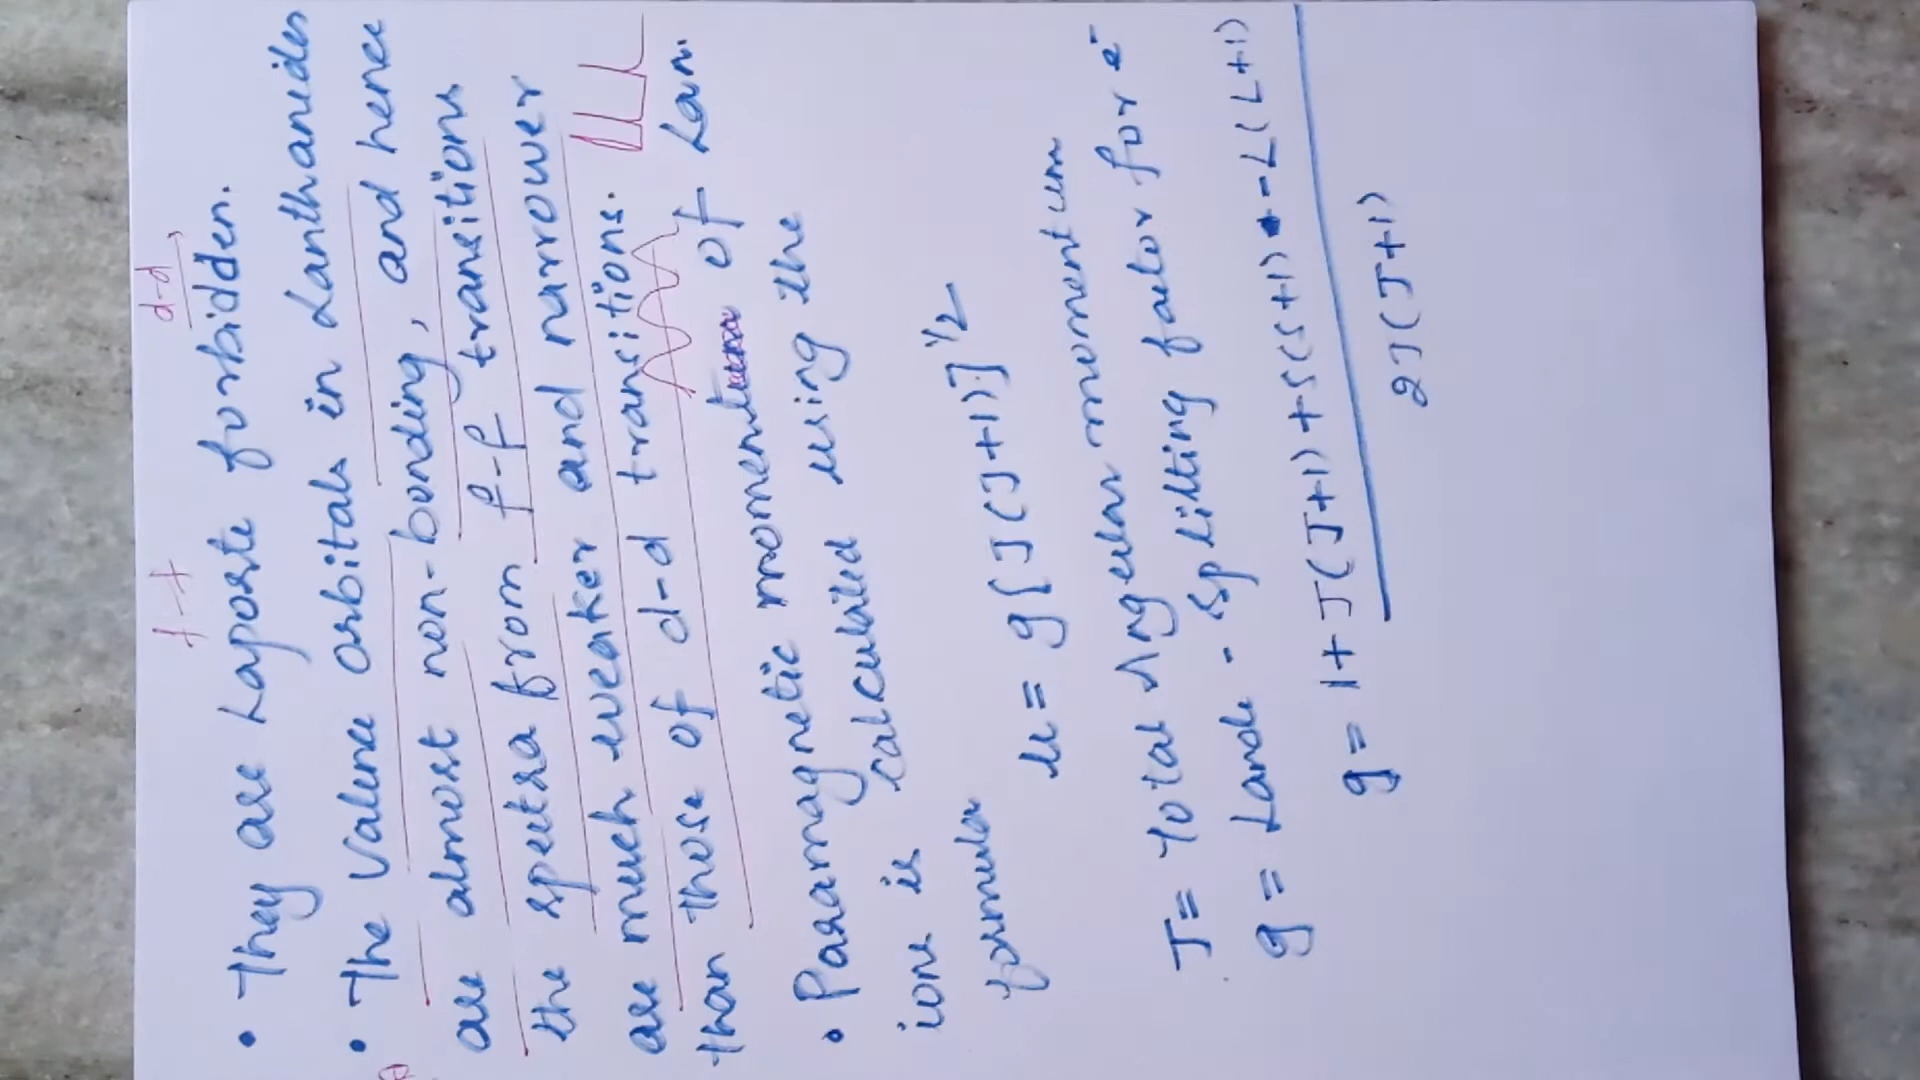 f-f d-d
• They are Laporte forbidden.
• The Valence orbitals in Lanthanides
are almost non-bonding, and hence
the spectra from f-f transitions
are much weaker and narrower
than those of d-d transitions.
• Paramagnetic momentum of Lan.
ions is calculated using the
formula
μ = g[J(J+1)]^1/2
J = Total Angular momentum
g = Lande - Splitting factor for e⁻
g = 1 + J(J+1) + S(S+1) - L(L+1)
2J(J+1)